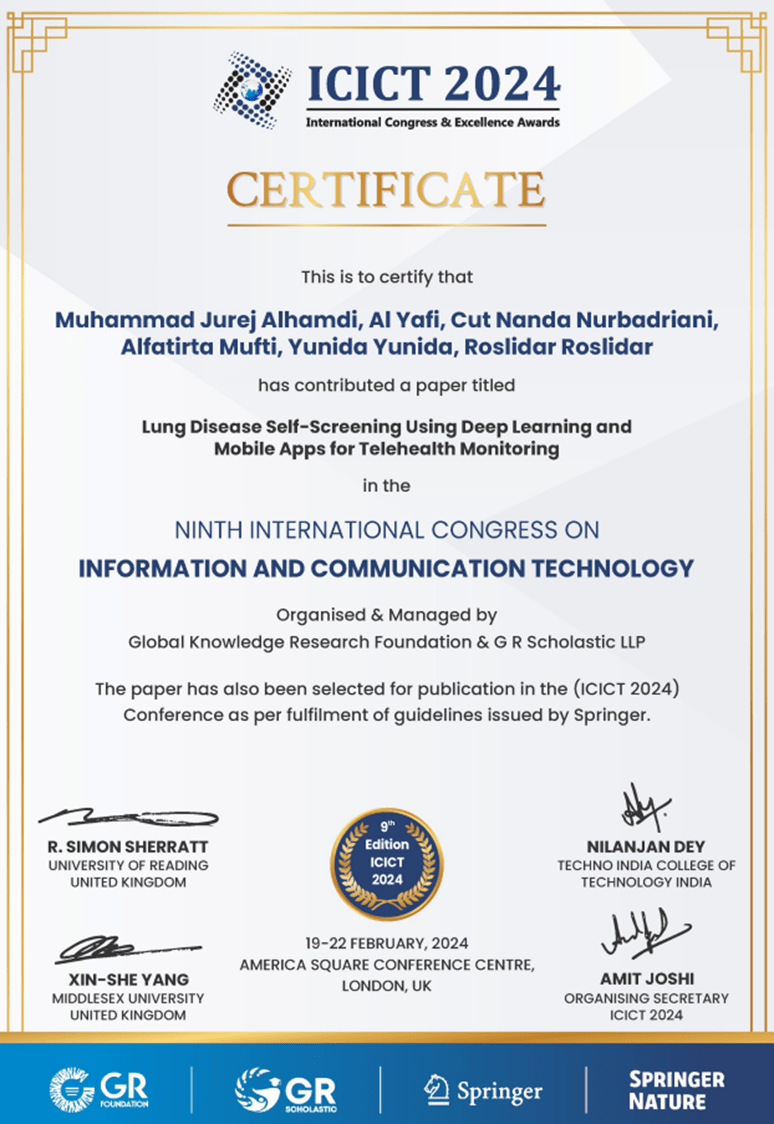 ICICT 2024
International Congress & Excellence Awards
CERTIFICATE
This is to certify that
Muhammad Jurej Alhamdi, Al Yafi, Cut Nanda Nurbadriani,
Alfatirta Mufti, Yunida Yunida, Roslidar Roslidar
has contributed a paper titled
Lung Disease Self-Screening Using Deep Learning and
Mobile Apps for Telehealth Monitoring
in the
NINTH INTERNATIONAL CONGRESS ON
INFORMATION AND COMMUNICATION TECHNOLOGY
Organised & Managed by
Global Knowledge Research Foundation & G R Scholastic LLP
The paper has also been selected for publication in the (ICICT 2024)
Conference as per fulfilment of guidelines issued by Springer.
R. SIMON SHERRATT
UNIVERSITY OF READING
UNITED KINGDOM
9th
Edition
ICICT
2024
NILANJAN DEY
TECHNO INDIA COLLEGE OF
TECHNOLOGY INDIA
XIN-SHE YANG
MIDDLESEX UNIVERSITY
UNITED KINGDOM
19-22 FEBRUARY, 2024
AMERICA SQUARE CONFERENCE CENTRE,
LONDON, UK
AMIT JOSHI
ORGANISING SECRETARY
ICICT 2024
GR
FOUNDATION
GR
SCHOLASTIC
Springer
SPRINGER
NATURE